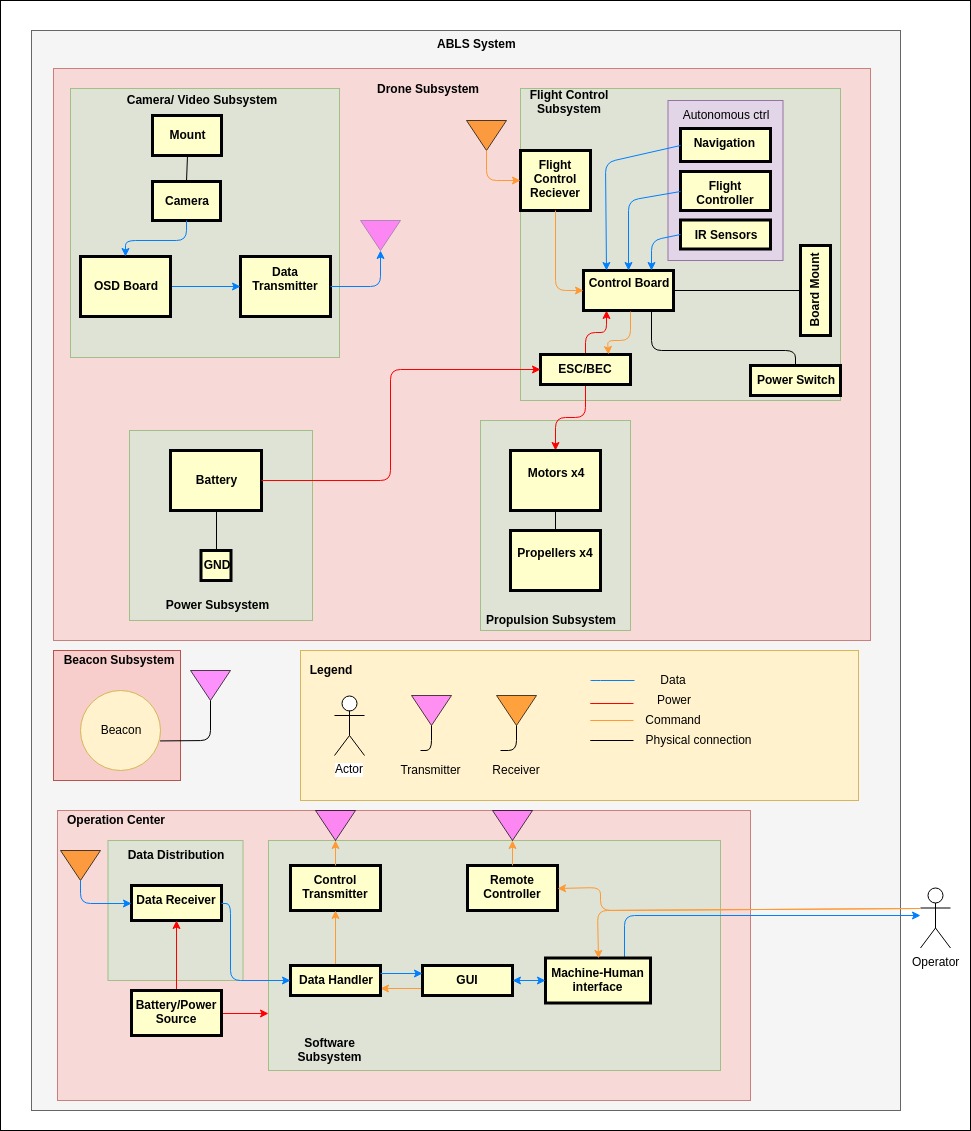 ABLS System
Drone Subsystem
Camera/ Video Subsystem
Mount
Camera
OSD Board
Data
Transmitter
Flight Control
Subsystem
Flight
Control
Reciever
Autonomous ctrl
Navigation
Flight
Controller
IR Sensors
Control Board
Board Mount
ESC/BEC
Power Switch
Battery
GND
Power Subsystem
Motors x4
Propellers x4
Propulsion Subsystem
Beacon Subsystem
Beacon
Legend
Actor
Transmitter
Receiver
Data
Power
Command
Physical connection
Operation Center
Data Distribution
Data Receiver
Battery/Power
Source
Control
Transmitter
Remote
Controller
Data Handler
GUI
Machine-Human
interface
Software
Subsystem
Operator